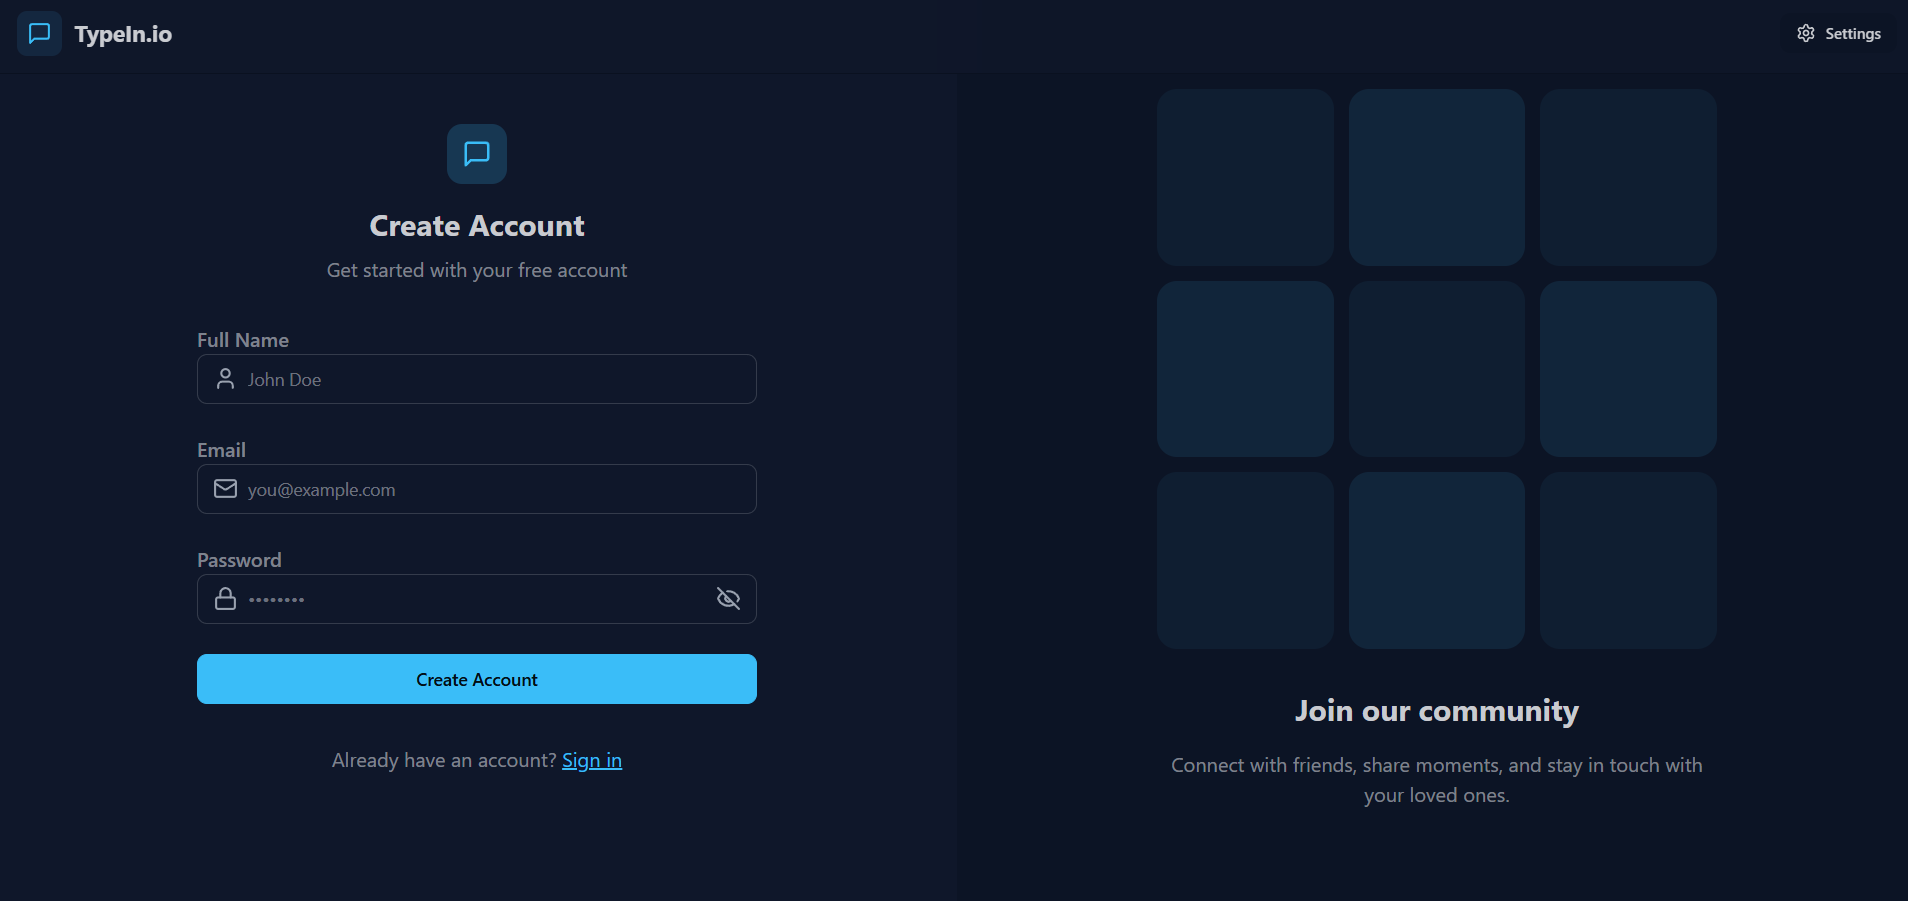 TypeIn.io
Settings
Create Account
Get started with your free account
Full Name
John Doe
Email
you@example.com
Password
••••••••
Create Account
Already have an account? Sign in
Join our community
Connect with friends, share moments, and stay in touch with
your loved ones.